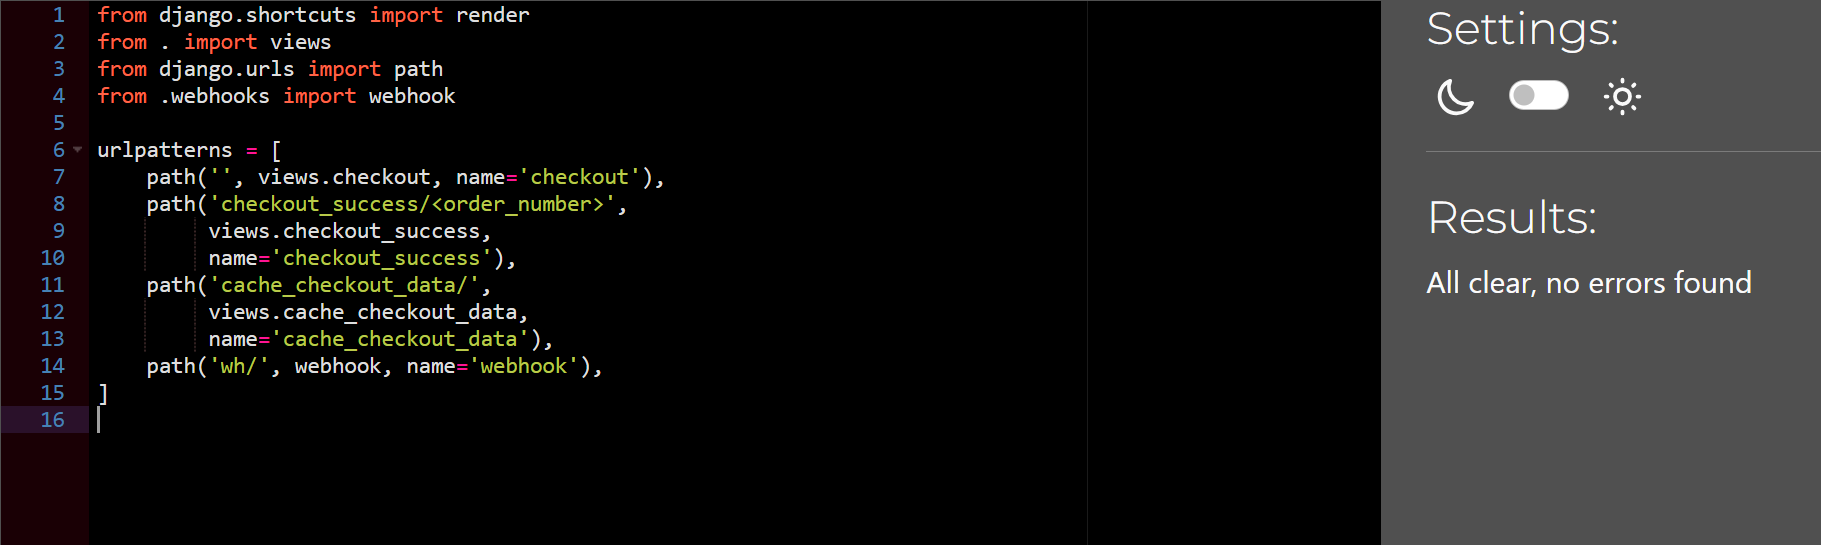 1 from django.shortcuts import render
2 from . import views
3 from django.urls import path
4 from .webhooks import webhook
5
6 urlpatterns = [
7     path('', views.checkout, name='checkout'),
8     path('checkout_success/<order_number>',
9          views.checkout_success,
10          name='checkout_success'),
11     path('cache_checkout_data/',
12          views.cache_checkout_data,
13          name='cache_checkout_data'),
14     path('wh/', webhook, name='webhook'),
15 ]
16
Settings:
Results:
All clear, no errors found